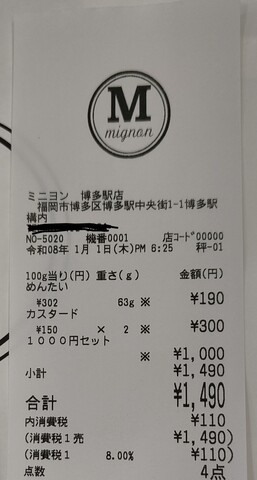 M
mignon
ミニヨン 博多駅店
福岡市博多区博多駅中央街1-1博多駅
構内
NO-5020 機番0001 店コード00000
令和08年 1月 1日(木)PM 6:25 秤-01
100g当り(円) 重さ(g) 金額(円)
めんたい
¥302 63g ※ ¥190
カスタード
¥150 × 2 ※ ¥300
1000円セット
※ ¥1,000
小計 ¥1,490
合計 ¥1,490
内消費税 ¥110
(消費税1売 ¥1,490)
(消費税1 8.00% ¥110)
点数 4点